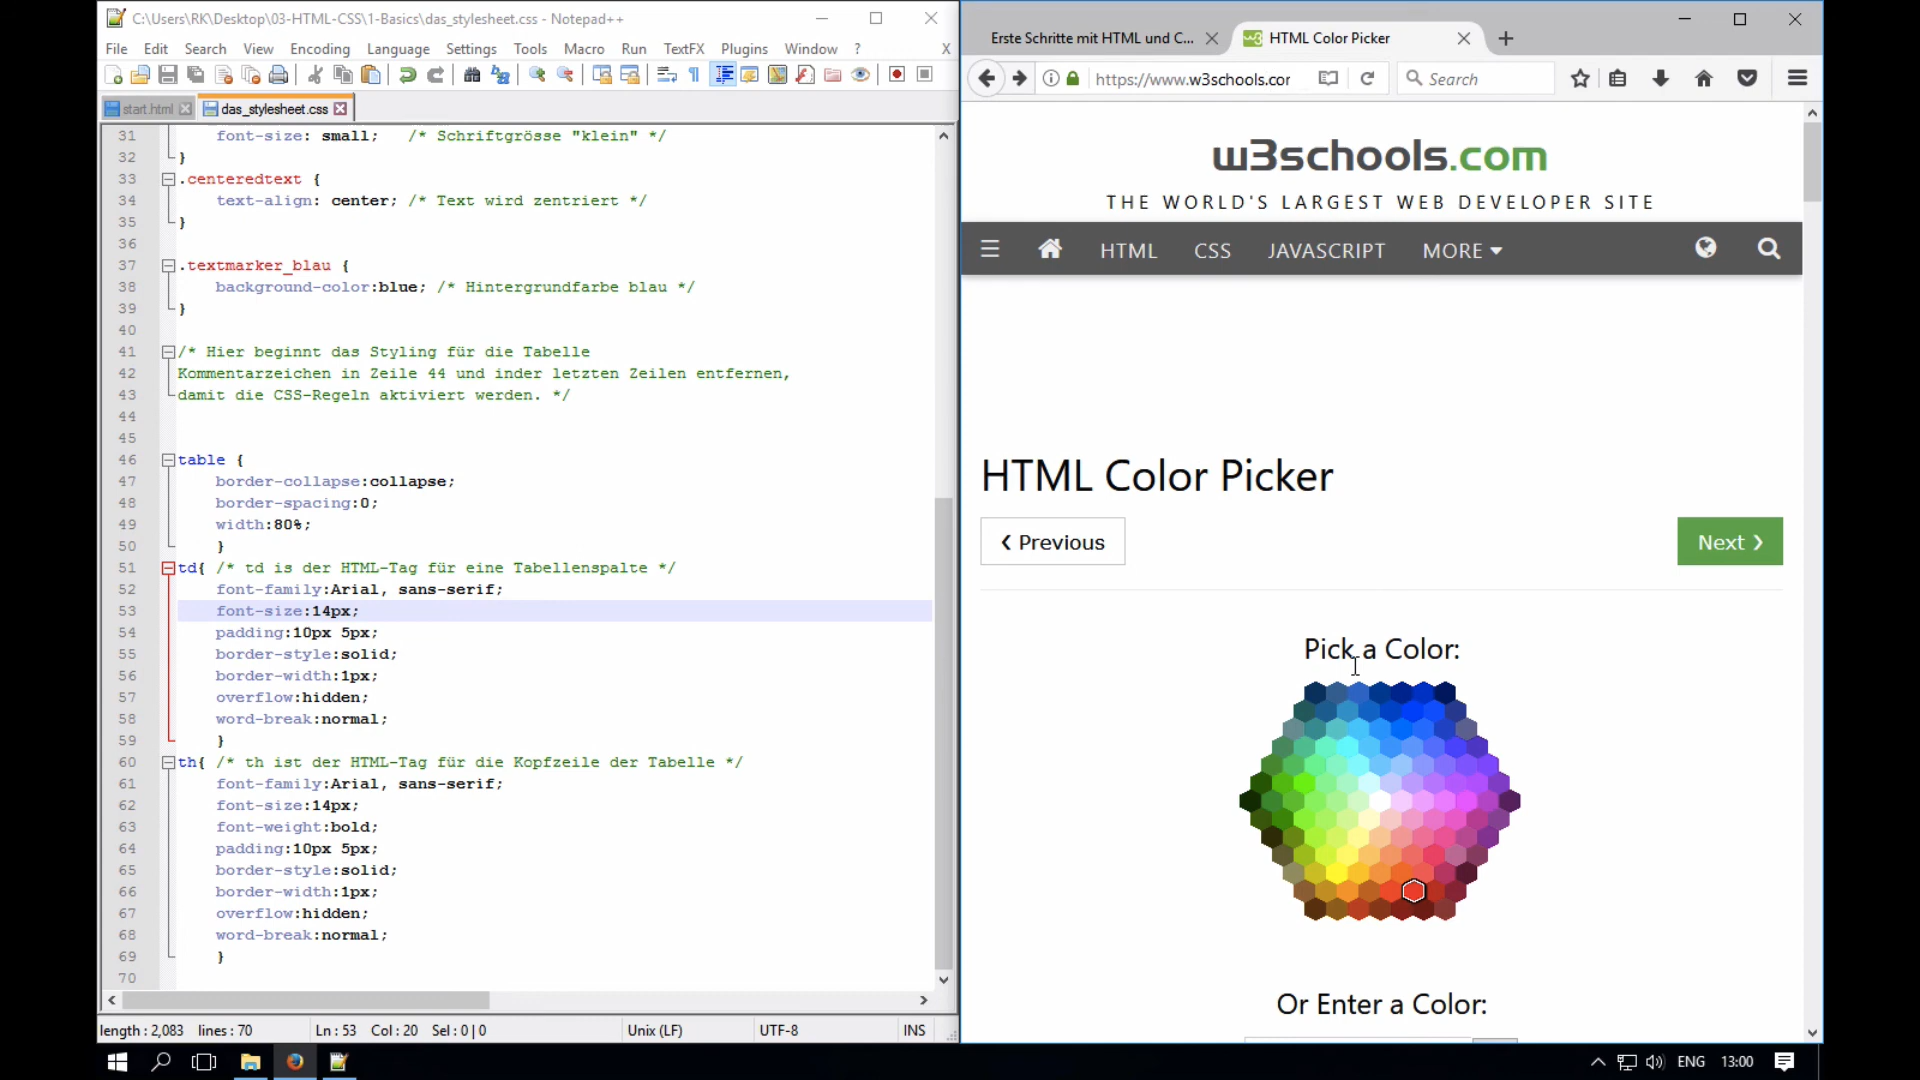 C:\Users\RK\Desktop\03-HTML-CSS\1-Basics\das_stylesheet.css - Notepad++
File Edit Search View Encoding Language Settings Tools Macro Run TextFX Plugins Window ? X
start.html das_stylesheet.css
31 font-size: small; /* Schriftgrösse "klein" */
32 }
33 .centeredtext {
34 text-align: center; /* Text wird zentriert */
35 }
36
37 .textmarker_blau {
38 background-color:blue; /* Hintergrundfarbe blau */
39 }
40
41 /* Hier beginnt das Styling für die Tabelle
42 Kommentarzeichen in Zeile 44 und inder letzten Zeilen entfernen,
43 damit die CSS-Regeln aktiviert werden. */
44
45
46 table {
47 border-collapse:collapse;
48 border-spacing:0;
49 width:80%;
50 }
51 td{ /* td is der HTML-Tag für eine Tabellenspalte */
52 font-family:Arial, sans-serif;
53 font-size:14px;
54 padding:10px 5px;
55 border-style:solid;
56 border-width:1px;
57 overflow:hidden;
58 word-break:normal;
59 }
60 th{ /* th ist der HTML-Tag für die Kopfzeile der Tabelle */
61 font-family:Arial, sans-serif;
62 font-size:14px;
63 font-weight:bold;
64 padding:10px 5px;
65 border-style:solid;
66 border-width:1px;
67 overflow:hidden;
68 word-break:normal;
69 }
70
length : 2,083 lines : 70 Ln : 53 Col : 20 Sel : 0 | 0 Unix (LF) UTF-8 INS
Erste Schritte mit HTML und C... HTML Color Picker
https://www.w3schools.cor Search
w3schools.com
THE WORLD'S LARGEST WEB DEVELOPER SITE
HTML CSS JAVASCRIPT MORE
HTML Color Picker
❮ Previous Next ❯
Pick a Color:
Or Enter a Color:
ENG 13:00